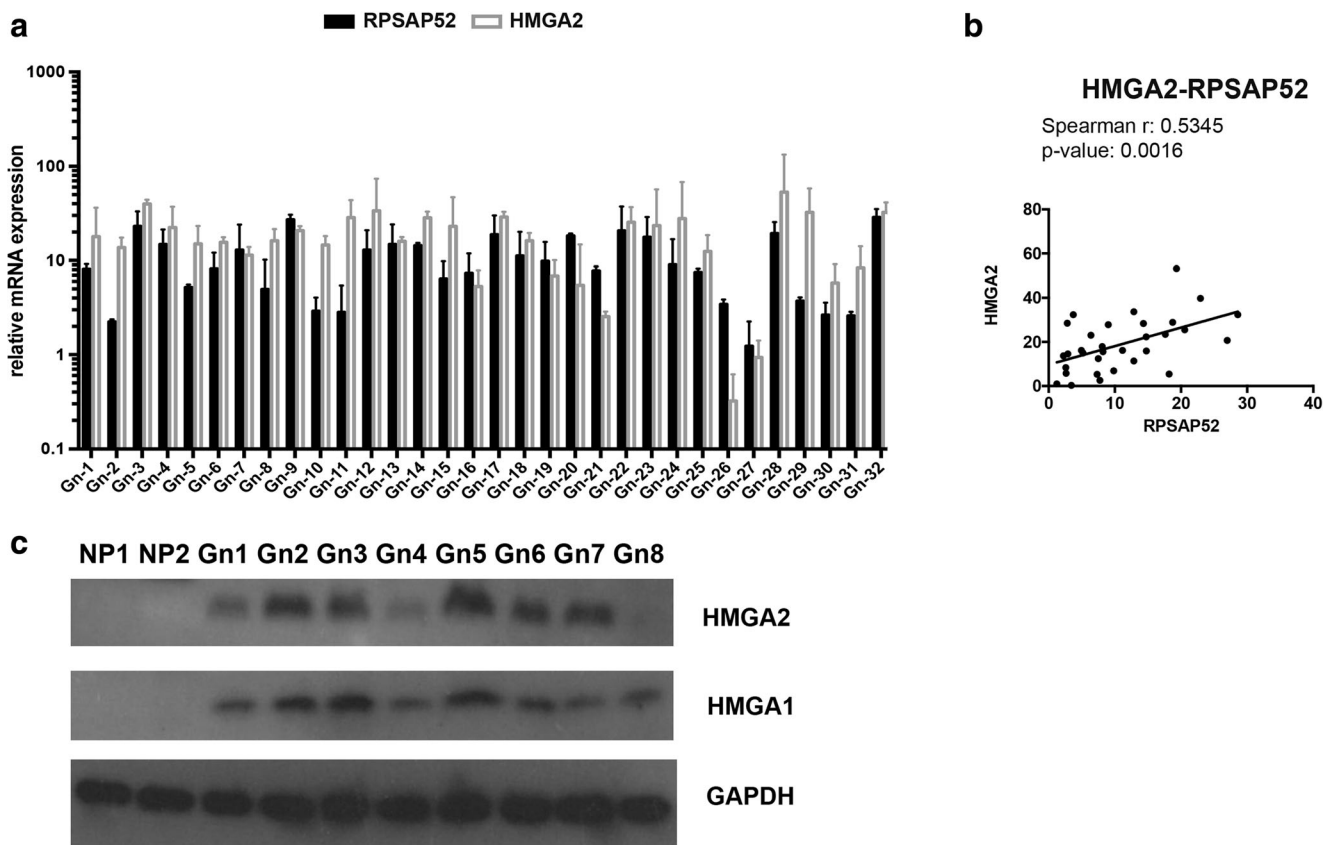 a
RPSAP52 HMGA2
relative mRNA expression
1000
100
10
1
0.1
Gn-1 Gn-2 Gn-3 Gn-4 Gn-5 Gn-6 Gn-7 Gn-8 Gn-9 Gn-10 Gn-11 Gn-12 Gn-13 Gn-14 Gn-15 Gn-16 Gn-17 Gn-18 Gn-19 Gn-20 Gn-21 Gn-22 Gn-23 Gn-24 Gn-25 Gn-26 Gn-27 Gn-28 Gn-29 Gn-30 Gn-31 Gn-32
b
HMGA2-RPSAP52
Spearman r: 0.5345
p-value: 0.0016
HMGA2
80
60
40
20
0
0 10 20 30 40
RPSAP52
c
NP1 NP2 Gn1 Gn2 Gn3 Gn4 Gn5 Gn6 Gn7 Gn8
HMGA2
HMGA1
GAPDH